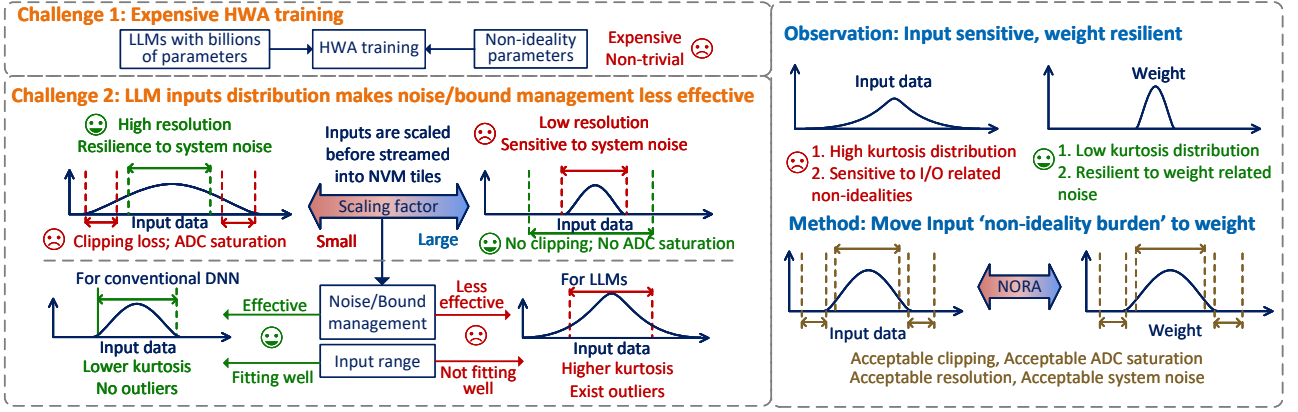 Challenge 1: Expensive HWA training
LLMs with billions
of parameters
HWA training
Non-ideality
parameters
Expensive
Non-trivial
Challenge 2: LLM inputs distribution makes noise/bound management less effective
High resolution
Resilience to system noise
Input data
Clipping loss; ADC saturation
Inputs are scaled
before streamed
into NVM tiles
Scaling factor
Small
Large
Low resolution
Sensitive to system noise
Input data
No clipping; No ADC saturation
For conventional DNN
Input data
Lower kurtosis
No outliers
Effective
Fitting well
Noise/Bound
management
Input range
Less
effective
Not fitting
well
For LLMs
Input data
Higher kurtosis
Exist outliers
Observation: Input sensitive, weight resilient
Input data
1. High kurtosis distribution
2. Sensitive to I/O related
non-idealities
Weight
1. Low kurtosis distribution
2. Resilient to weight related
noise
Method: Move Input ‘non-ideality burden’ to weight
Input data
NORA
Weight
Acceptable clipping, Acceptable ADC saturation
Acceptable resolution, Acceptable system noise